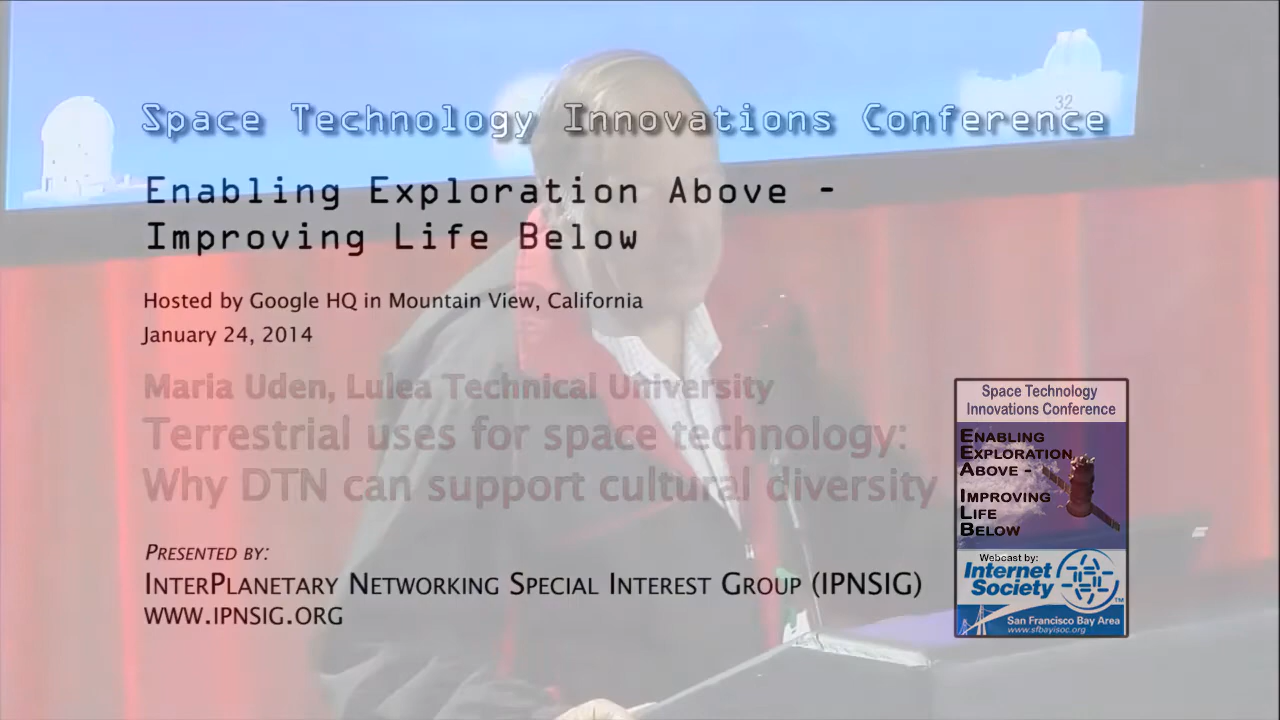 32
Space Technology Innovations Conference
Enabling Exploration Above -
Improving Life Below
Hosted by Google HQ in Mountain View, California
January 24, 2014
Maria Uden, Lulea Technical University
Terrestrial uses for space technology:
Why DTN can support cultural diversity
PRESENTED BY:
INTERPLANETARY NETWORKING SPECIAL INTEREST GROUP (IPNSIG)
WWW.IPNSIG.ORG
Space Technology
Innovations Conference
ENABLING
EXPLORATION
ABOVE -
IMPROVING
LIFE
BELOW
Webcast by:
Internet
Society
TM
San Francisco Bay Area
www.sfbayisoc.org